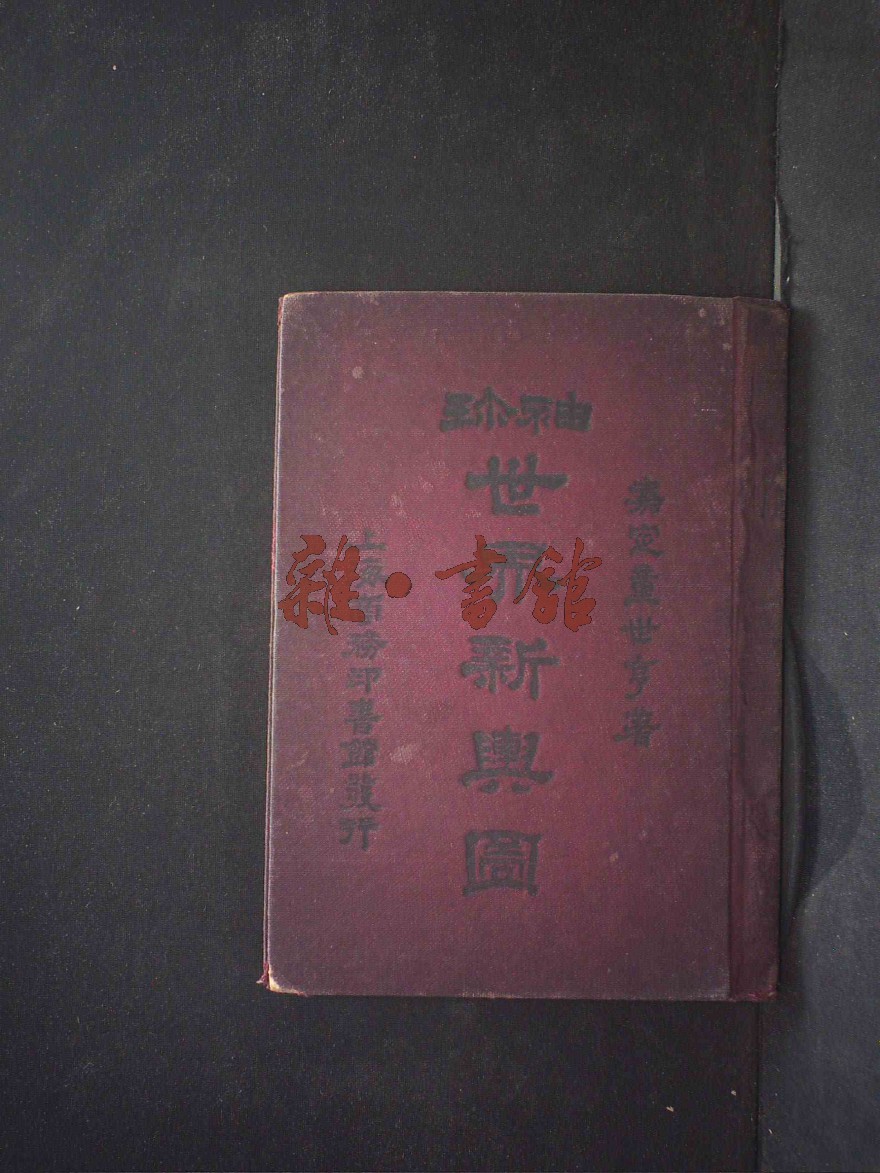 嘉定童世亨著
袖珎
世界新輿圖
上海商務印書館發行
雜·書館